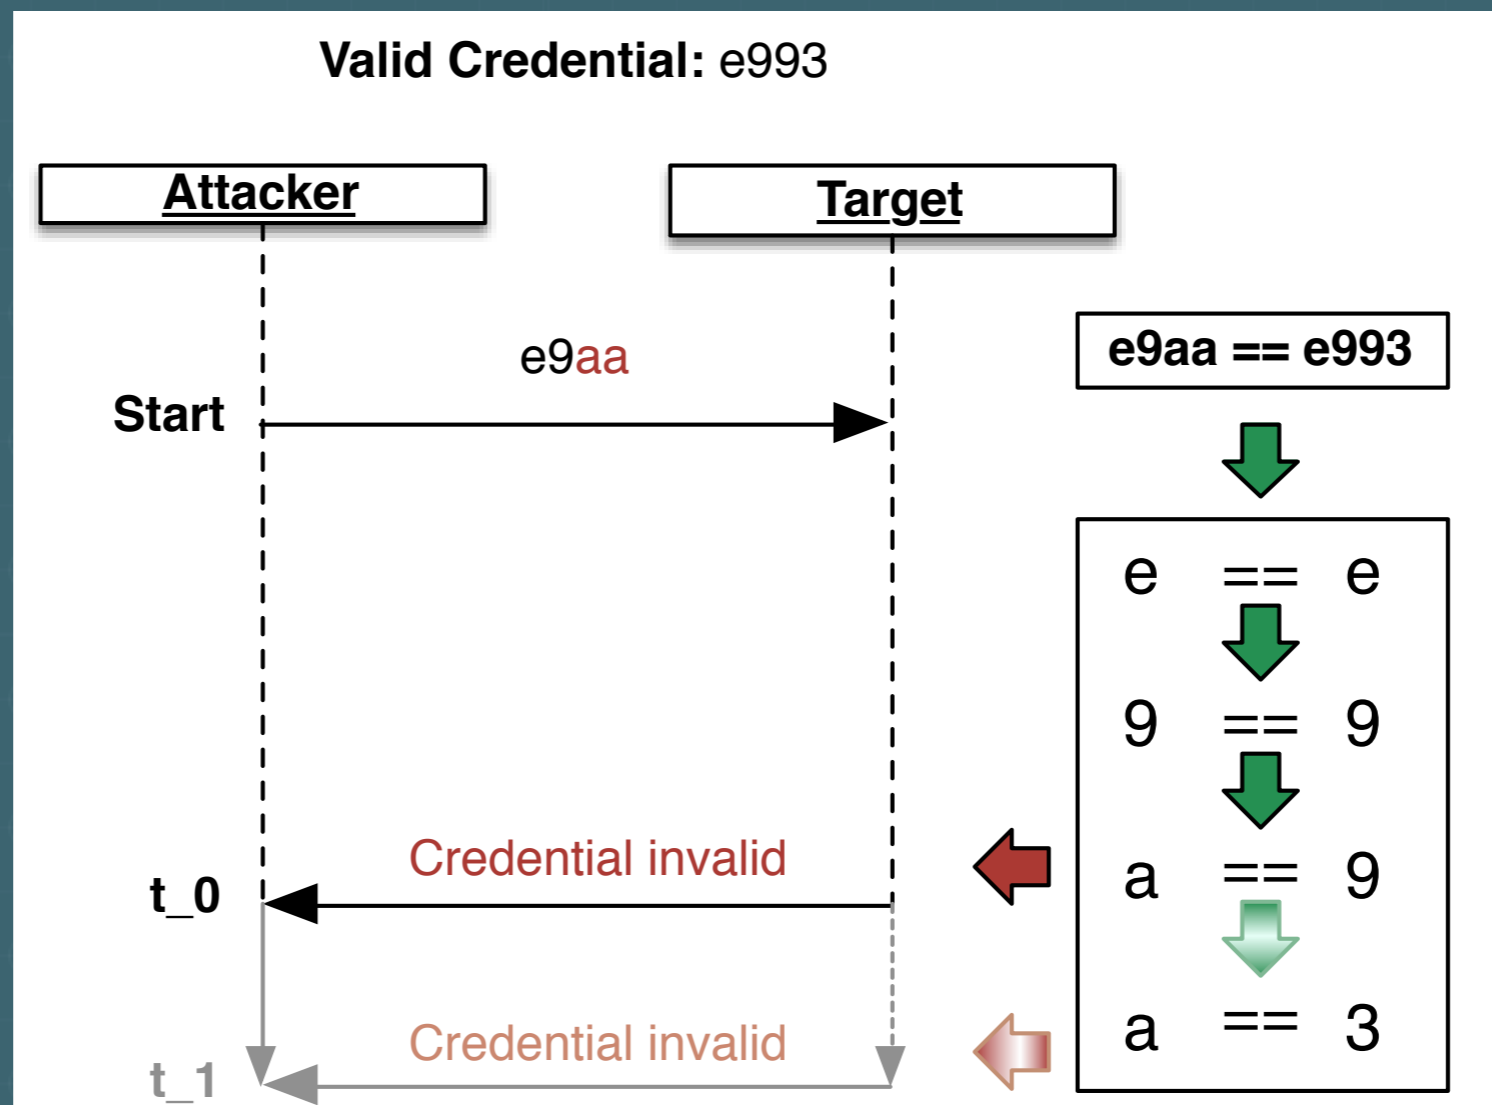 Valid Credential: e993
Attacker
Target
e9aa
e9aa == e993
Start
e == e
9 == 9
Credential invalid
a == 9
t_0
Credential invalid
a == 3
t_1